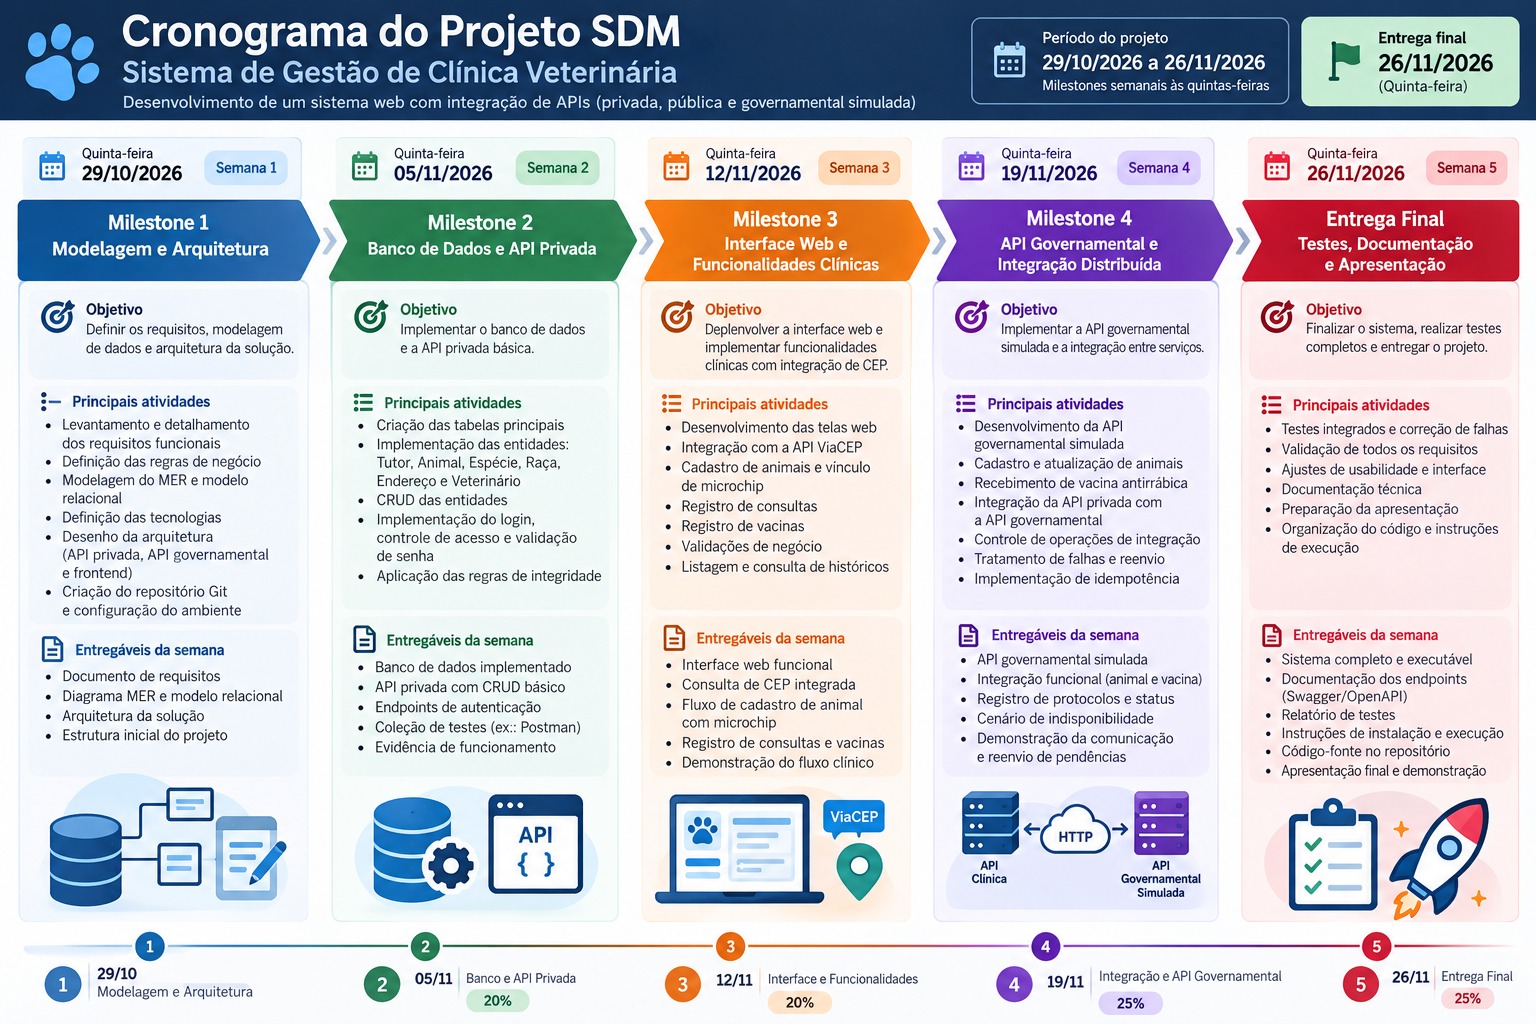 Cronograma do Projeto SDM
Sistema de Gestão de Clínica Veterinária
Desenvolvimento de um sistema web com integração de APIs (privada, pública e governamental simulada)
Período do projeto
29/10/2026 a 26/11/2026
Milestones semanais às quintas-feiras
Entrega final
26/11/2026
(Quinta-feira)
Quinta-feira
29/10/2026
Semana 1
Milestone 1
Modelagem e Arquitetura
Objetivo
Definir os requisitos, modelagem
de dados e arquitetura da solução.
Principais atividades
• Levantamento e detalhamento
dos requisitos funcionais
• Definição das regras de negócio
• Modelagem do MER e modelo
relacional
• Definição das tecnologias
• Desenho da arquitetura
(API privada, API governamental
e frontend)
• Criação do repositório Git
e configuração do ambiente
Entregáveis da semana
• Documento de requisitos
• Diagrama MER e modelo relacional
• Arquitetura da solução
• Estrutura inicial do projeto
Quinta-feira
05/11/2026
Semana 2
Milestone 2
Banco de Dados e API Privada
Objetivo
Implementar o banco de dados
e a API privada básica.
Principais atividades
• Criação das tabelas principais
• Implementação das entidades:
Tutor, Animal, Espécie, Raça,
Endereço e Veterinário
• CRUD das entidades
• Implementação do login,
controle de acesso e validação
de senha
• Aplicação das regras de integridade
Entregáveis da semana
• Banco de dados implementado
• API privada com CRUD básico
• Endpoints de autenticação
• Coleção de testes (ex:: Postman)
• Evidência de funcionamento
API
{ }
Quinta-feira
12/11/2026
Semana 3
Milestone 3
Interface Web e
Funcionalidades Clínicas
Objetivo
Deplenvolver a interface web e
implementar funcionalidades
clínicas com integração de CEP.
Principais atividades
• Desenvolvimento das telas web
• Integração com a API ViaCEP
• Cadastro de animais e vínculo
de microchip
• Registro de consultas
• Registro de vacinas
• Validações de negócio
• Listagem e consulta de históricos
Entregáveis da semana
• Interface web funcional
• Consulta de CEP integrada
• Fluxo de cadastro de animal
com microchip
• Registro de consultas e vacinas
• Demonstração do fluxo clínico
ViaCEP
Quinta-feira
19/11/2026
Semana 4
Milestone 4
API Governamental e
Integração Distribuída
Objetivo
Implementar a API governamental
simulada e a integração entre serviços.
Principais atividades
• Desenvolvimento da API
governamental simulada
• Cadastro e atualização de animais
• Recebimento de vacina antirrábica
• Integração da API privada com
a API governamental
• Controle de operações de integração
• Tratamento de falhas e reenvio
• Implementação de idempotência
Entregáveis da semana
• API governamental simulada
• Integração funcional (animal e vacina)
• Registro de protocolos e status
• Cenário de indisponibilidade
• Demonstração da comunicação
e reenvio de pendências
HTTP
API
Clínica
API
Governamental
Simulada
Quinta-feira
26/11/2026
Semana 5
Entrega Final
Testes, Documentação
e Apresentação
Objetivo
Finalizar o sistema, realizar testes
completos e entregar o projeto.
Principais atividades
• Testes integrados e correção de falhas
• Validação de todos os requisitos
• Ajustes de usabilidade e interface
• Documentação técnica
• Preparação da apresentação
• Organização do código e instruções
de execução
Entregáveis da semana
• Sistema completo e executável
• Documentação dos endpoints
(Swagger/OpenAPI)
• Relatório de testes
• Instruções de instalação e execução
• Código-fonte no repositório
• Apresentação final e demonstração
1
2
3
4
5
1
29/10
Modelagem e Arquitetura
2
05/11
Banco e API Privada
20%
3
12/11
Interface e Funcionalidades
20%
4
19/11
Integração e API Governamental
25%
5
26/11
Entrega Final
25%